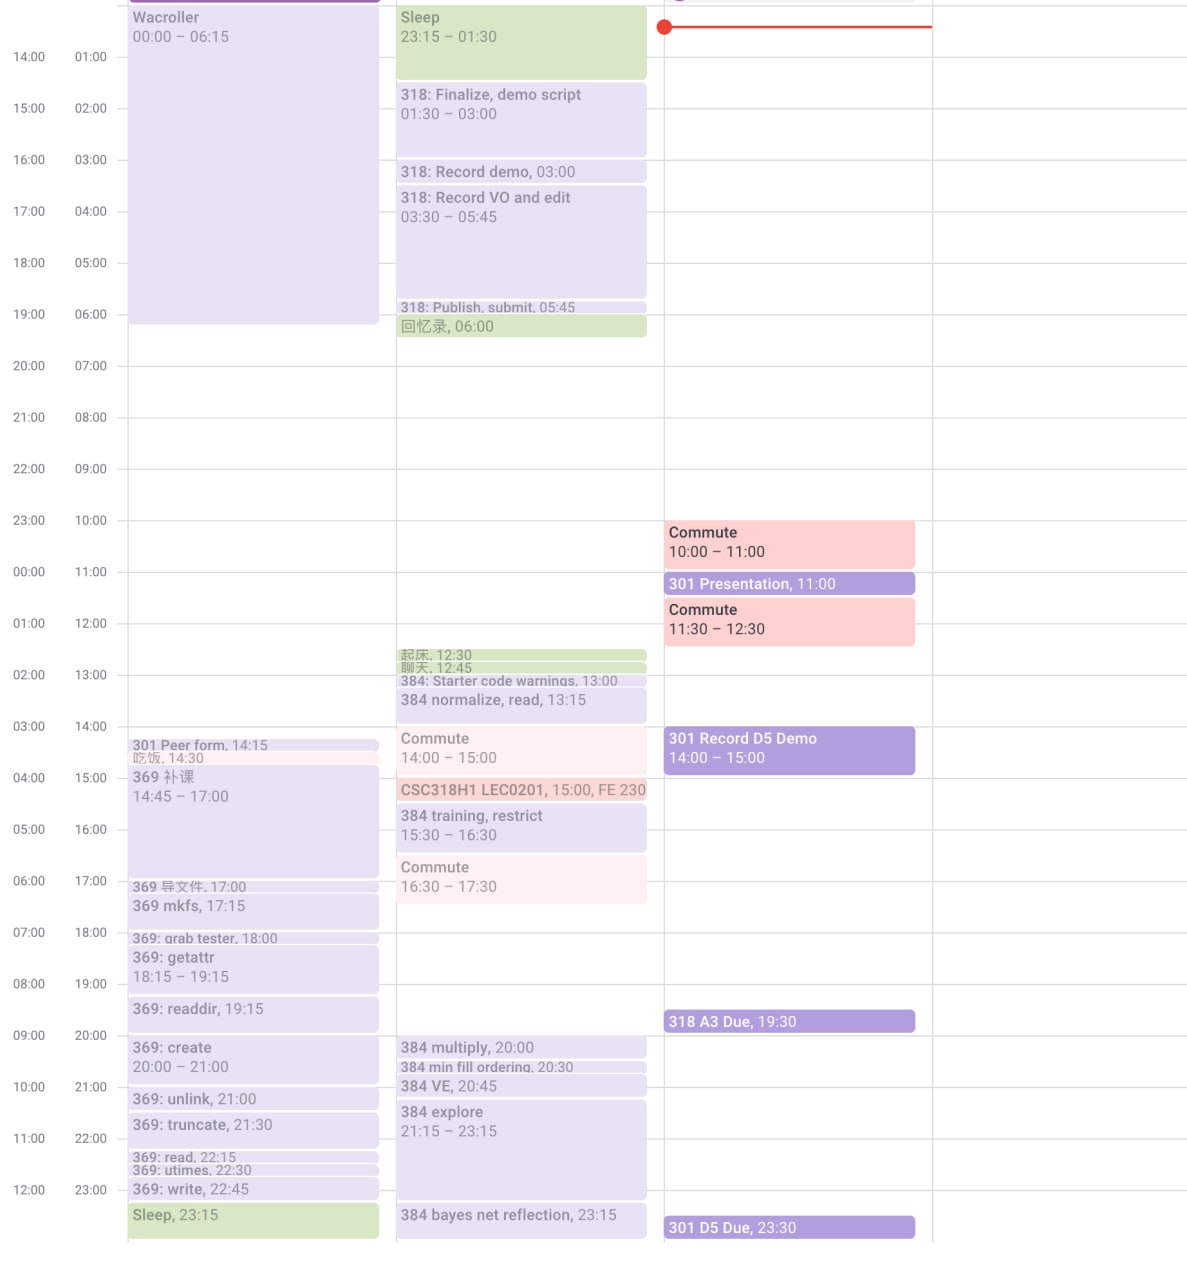 14:00 01:00
15:00 02:00
16:00 03:00
17:00 04:00
18:00 05:00
19:00 06:00
20:00 07:00
21:00 08:00
22:00 09:00
23:00 10:00
00:00 11:00
01:00 12:00
02:00 13:00
03:00 14:00
04:00 15:00
05:00 16:00
06:00 17:00
07:00 18:00
08:00 19:00
09:00 20:00
10:00 21:00
11:00 22:00
12:00 23:00
Wacroller
00:00 – 06:15
301 Peer form, 14:15
吃饭, 14:30
369 补课
14:45 – 17:00
369 导文件, 17:00
369 mkfs, 17:15
369: grab tester, 18:00
369: getattr
18:15 – 19:15
369: readdir, 19:15
369: create
20:00 – 21:00
369: unlink, 21:00
369: truncate, 21:30
369: read, 22:15
369: utimes, 22:30
369: write, 22:45
Sleep, 23:15
Sleep
23:15 – 01:30
318: Finalize, demo script
01:30 – 03:00
318: Record demo, 03:00
318: Record VO and edit
03:30 – 05:45
318: Publish, submit, 05:45
回忆录, 06:00
起床, 12:30
聊天, 12:45
384: Starter code warnings, 13:00
384 normalize, read, 13:15
Commute
14:00 – 15:00
CSC318H1 LEC0201, 15:00, FE 230
384 training, restrict
15:30 – 16:30
Commute
16:30 – 17:30
384 multiply, 20:00
384 min fill ordering, 20:30
384 VE, 20:45
384 explore
21:15 – 23:15
384 bayes net reflection, 23:15
Commute
10:00 – 11:00
301 Presentation, 11:00
Commute
11:30 – 12:30
301 Record D5 Demo
14:00 – 15:00
318 A3 Due, 19:30
301 D5 Due, 23:30